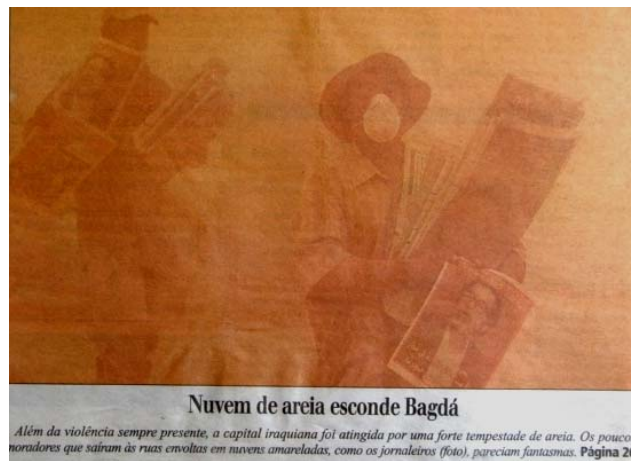 Nuvem de areia esconde Bagdá
Além da violência sempre presente, a capital iraquiana foi atingida por uma forte tempestade de areia. Os pouco
moradores que saíram às ruas envoltas em nuvens amareladas, como os jornaleiros (foto), pareciam fantasmas. Página 20